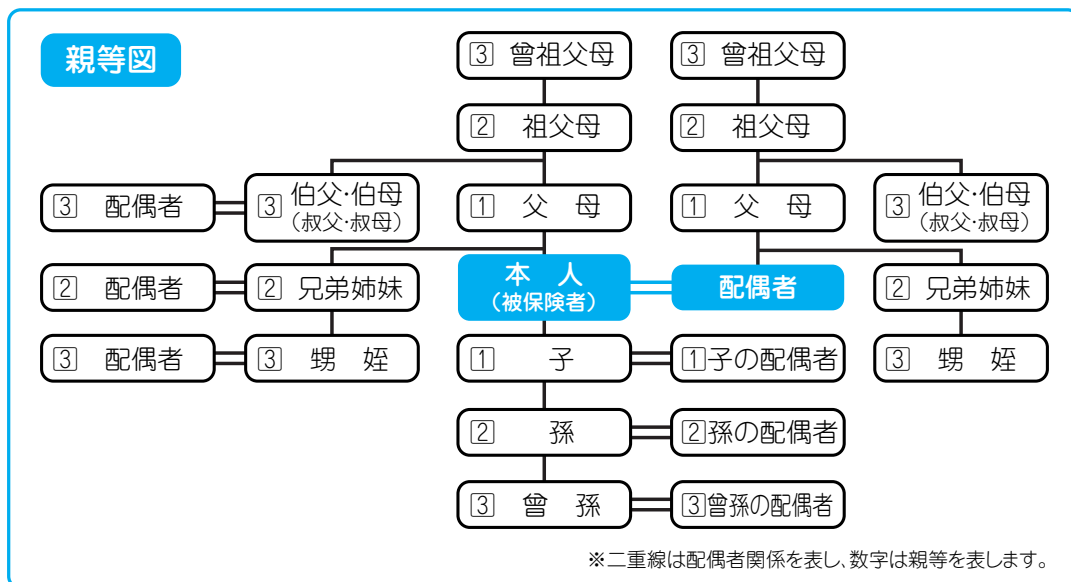 親等図
3 曾祖父母
3 曾祖父母
2 祖父母
2 祖父母
3 配偶者
3 伯父・伯母
（叔父・叔母）
1 父 母
1 父 母
3 伯父・伯母
（叔父・叔母）
2 配偶者
2 兄弟姉妹
本 人
（被保険者）
配偶者
2 兄弟姉妹
3 配偶者
3 甥 姪
1 子
1 子の配偶者
3 甥 姪
2 孫
2 孫の配偶者
3 曾 孫
3 曾孫の配偶者
※二重線は配偶者関係を表し、数字は親等を表します。